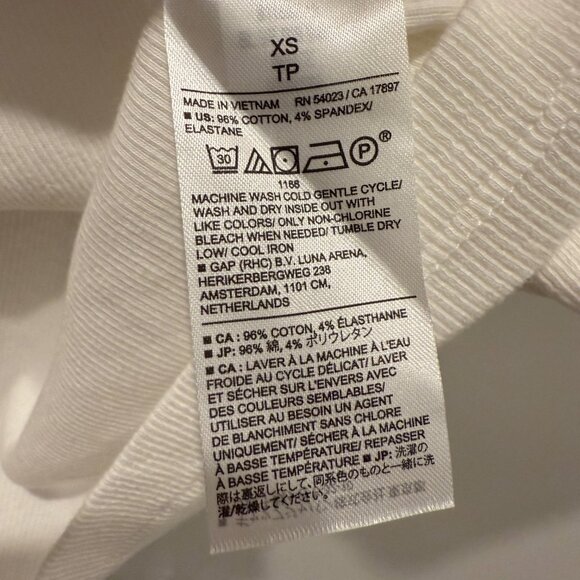 XS
TP
MADE IN VIETNAM RN 54023 / CA 17897
■ US: 96% COTTON, 4% SPANDEX/
ELASTANE
30 P ®
1166
MACHINE WASH COLD GENTLE CYCLE/
WASH AND DRY INSIDE OUT WITH
LIKE COLORS/ ONLY NON-CHLORINE
BLEACH WHEN NEEDED/ TUMBLE DRY
LOW/ COOL IRON
■ GAP (RHC) B.V. LUNA ARENA,
HERIKERBERGWEG 238
AMSTERDAM, 1101 CM,
NETHERLANDS
■ CA : 96% COTON, 4% ÉLASTHANNE
■ JP: 96% 綿, 4% ポリウレタン
■ CA : LAVER À LA MACHINE À L'EAU
FROIDE AU CYCLE DÉLICAT/ LAVER
ET SÉCHER SUR L'ENVERS AVEC
DES COULEURS SEMBLABLES/
UTILISER AU BESOIN UN AGENT
DE BLANCHIMENT SANS CHLORE
UNIQUEMENT/ SÉCHER À LA MACHINE
À BASSE TEMPÉRATURE/ REPASSER
À BASSE TEMPÉRATURE ■ JP: 洗濯の
際は裏返しにして、同系色のものと一緒に洗
濯/乾燥してください。